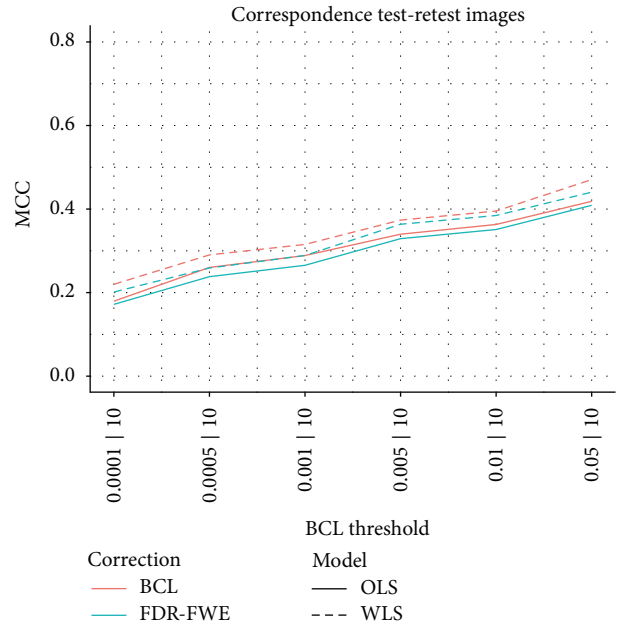 Correspondence test-retest images
0.8
0.6
0.4
0.2
0.0
MCC
0.0001 | 10
0.0005 | 10
0.001 | 10
0.005 | 10
0.01 | 10
0.05 | 10
BCL threshold
Correction
BCL
FDR-FWE
Model
OLS
WLS